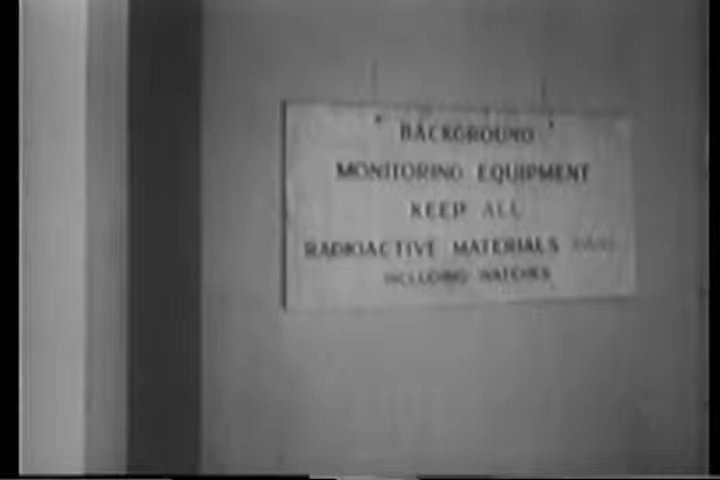 BACKGROUND
MONITORING EQUIPMENT
KEEP ALL
RADIOACTIVE MATERIALS
INCLUDING WATCHES